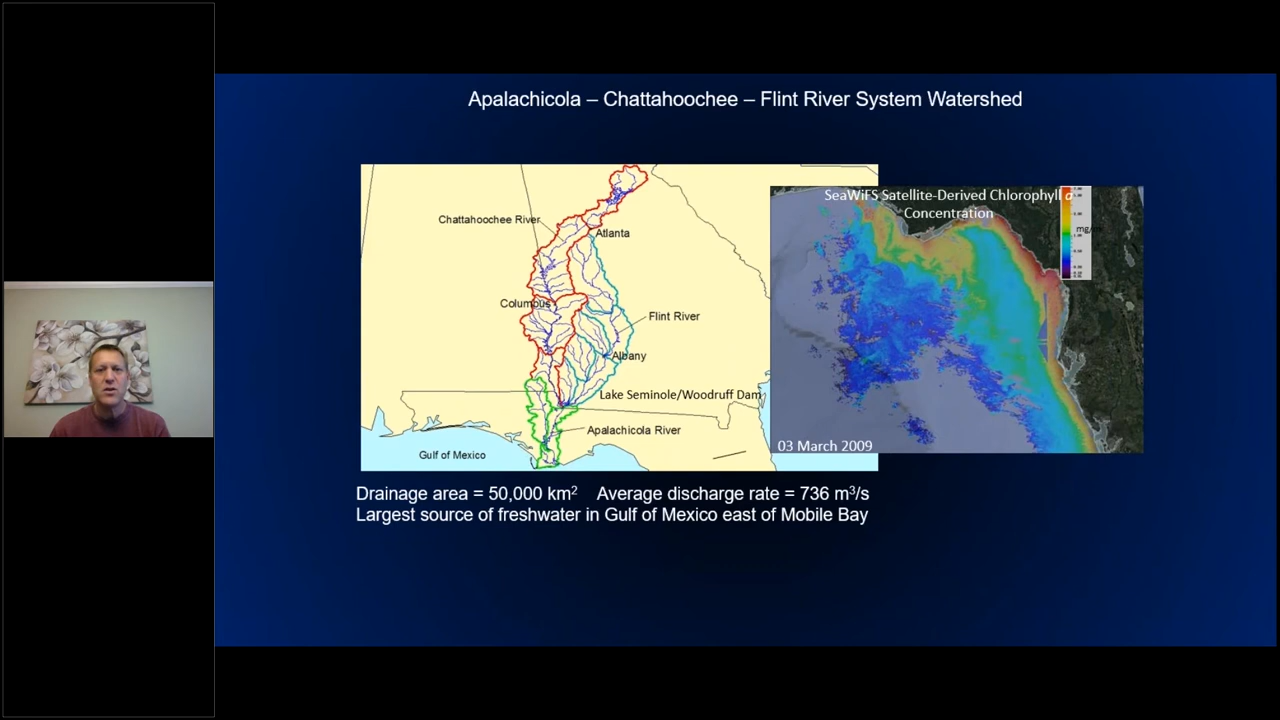 Apalachicola – Chattahoochee – Flint River System Watershed
Chattahoochee River
Atlanta
Columbus
Flint River
Albany
Lake Seminole/Woodruff Dam
Apalachicola River
Gulf of Mexico
SeaWiFS Satellite-Derived Chlorophyll a
Concentration
03 March 2009
Drainage area = 50,000 km² Average discharge rate = 736 m³/s
Largest source of freshwater in Gulf of Mexico east of Mobile Bay